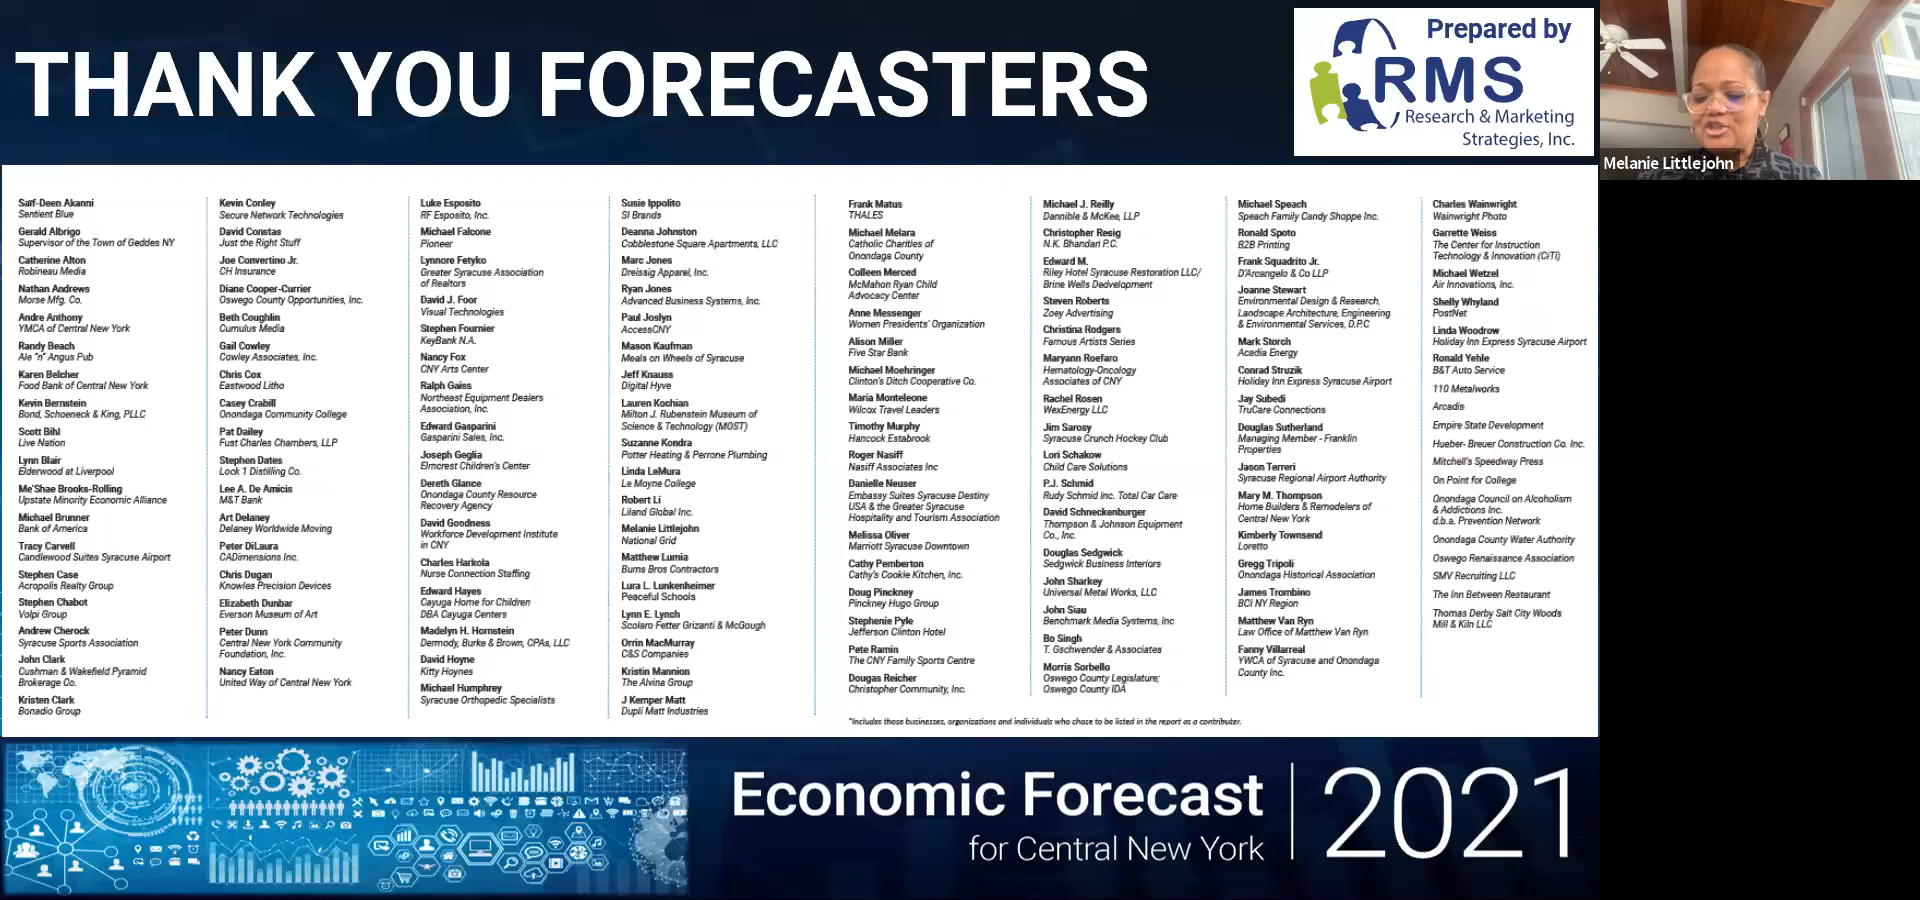 THANK YOU FORECASTERS
Prepared by
RMS
Research & Marketing
Strategies, Inc.
Melanie Littlejohn
Saïf-Deen Akanni
Sentient Blue
Gerald Albrigo
Supervisor of the Town of Geddes NY
Catherine Alton
Robineau Media
Nathan Andrews
Morse Mfg. Co.
Andre Anthony
YMCA of Central New York
Randy Beach
Ale "n" Angus Pub
Karen Belcher
Food Bank of Central New York
Kevin Bernstein
Bond, Schoeneck & King, PLLC
Scott Bihl
Live Nation
Lynn Blair
Elderwood at Liverpool
Me'Shae Brooks-Rolling
Upstate Minority Economic Alliance
Michael Brunner
Bank of America
Tracy Carvell
Candlewood Suites Syracuse Airport
Stephen Case
Acropolis Realty Group
Stephen Chabot
Volpi Group
Andrew Cherock
Syracuse Sports Association
John Clark
Cushman & Wakefield Pyramid
Brokerage Co.
Kristen Clark
Bonadio Group
Kevin Conley
Secure Network Technologies
David Constas
Just the Right Stuff
Joe Convertino Jr.
CH Insurance
Diane Cooper-Currier
Oswego County Opportunities, Inc.
Beth Coughlin
Cumulus Media
Gail Cowley
Cowley Associates, Inc.
Chris Cox
Eastwood Litho
Casey Crabill
Onondaga Community College
Pat Dailey
Fust Charles Chambers, LLP
Stephen Dates
Lock 1 Distilling Co.
Lee A. De Amicis
M&T Bank
Art Delaney
Delaney Worldwide Moving
Peter DiLaura
CADimensions Inc.
Chris Dugan
Knowles Precision Devices
Elizabeth Dunbar
Everson Museum of Art
Peter Dunn
Central New York Community
Foundation, Inc.
Nancy Eaton
United Way of Central New York
Luke Esposito
RF Esposito, Inc.
Michael Falcone
Pioneer
Lynnore Fetyko
Greater Syracuse Association
of Realtors
David J. Foor
Visual Technologies
Stephen Fournier
KeyBank N.A.
Nancy Fox
CNY Arts Center
Ralph Gaiss
Northeast Equipment Dealers
Association, Inc.
Edward Gasparini
Gasparini Sales, Inc.
Joseph Geglia
Elmcrest Children's Center
Dereth Glance
Onondaga County Resource
Recovery Agency
David Goodness
Workforce Development Institute
in CNY
Charles Harkola
Nurse Connection Staffing
Edward Hayes
Cayuga Home for Children
DBA Cayuga Centers
Madelyn H. Hornstein
Dermody, Burke & Brown, CPAs, LLC
David Hoyne
Kitty Hoynes
Michael Humphrey
Syracuse Orthopedic Specialists
Susie Ippolito
SI Brands
Deanna Johnston
Cobblestone Square Apartments, LLC
Marc Jones
Dreissig Apparel, Inc.
Ryan Jones
Advanced Business Systems, Inc.
Paul Joslyn
AccessCNY
Mason Kaufman
Meals on Wheels of Syracuse
Jeff Knauss
Digital Hyve
Lauren Kochian
Milton J. Rubenstein Museum of
Science & Technology (MOST)
Suzanne Kondra
Potter Heating & Perrone Plumbing
Linda LeMura
Le Moyne College
Robert Li
Liland Global Inc.
Melanie Littlejohn
National Grid
Matthew Lumia
Burns Bros Contractors
Lura L. Lunkenheimer
Peaceful Schools
Lynn E. Lynch
Scolaro Fetter Grizanti & McGough
Orrin MacMurray
C&S Companies
Kristin Mannion
The Alvina Group
J Kemper Matt
Dupli Matt Industries
Frank Matus
THALES
Michael Melara
Catholic Charities of
Onondaga County
Colleen Merced
McMahon Ryan Child
Advocacy Center
Anne Messenger
Women Presidents' Organization
Alison Miller
Five Star Bank
Michael Moehringer
Clinton's Ditch Cooperative Co.
Maria Monteleone
Wilcox Travel Leaders
Timothy Murphy
Hancock Estabrook
Roger Nasiff
Nasiff Associates Inc
Danielle Neuser
Embassy Suites Syracuse Destiny
USA & the Greater Syracuse
Hospitality and Tourism Association
Melissa Oliver
Marriott Syracuse Downtown
Cathy Pemberton
Cathy's Cookie Kitchen, Inc.
Doug Pinckney
Pinckney Hugo Group
Stephenie Pyle
Jefferson Clinton Hotel
Pete Ramin
The CNY Family Sports Centre
Dougas Reicher
Christopher Community, Inc.
Michael J. Reilly
Dannible & McKee, LLP
Christopher Resig
N.K. Bhandari P.C.
Edward M.
Riley Hotel Syracuse Restoration LLC/
Brine Wells Dedvelopment
Steven Roberts
Zoey Advertising
Christina Rodgers
Famous Artists Series
Maryann Roefaro
Hematology-Oncology
Associates of CNY
Rachel Rosen
WexEnergy LLC
Jim Sarosy
Syracuse Crunch Hockey Club
Lori Schakow
Child Care Solutions
P.J. Schmid
Rudy Schmid Inc. Total Car Care
David Schneckenburger
Thompson & Johnson Equipment
Co., Inc.
Douglas Sedgwick
Sedgwick Business Interiors
John Sharkey
Universal Metal Works, LLC
John Siau
Benchmark Media Systems, Inc
Bo Singh
T. Gschwender & Associates
Morris Sorbello
Oswego County Legislature;
Oswego County IDA
Michael Speach
Speach Family Candy Shoppe Inc.
Ronald Spoto
B2B Printing
Frank Squadrito Jr.
D'Arcangelo & Co LLP
Joanne Stewart
Environmental Design & Research,
Landscape Architecture, Engineering
& Environmental Services, D.P.C
Mark Storch
Acadia Energy
Conrad Struzik
Holiday Inn Express Syracuse Airport
Jay Subedi
TruCare Connections
Douglas Sutherland
Managing Member - Franklin
Properties
Jason Terreri
Syracuse Regional Airport Authority
Mary M. Thompson
Home Builders & Remodelers of
Central New York
Kimberly Townsend
Loretto
Gregg Tripoli
Onondaga Historical Association
James Trombino
BCI NY Region
Matthew Van Ryn
Law Office of Matthew Van Ryn
Fanny Villarreal
YWCA of Syracuse and Onondaga
County Inc.
Charles Wainwright
Wainwright Photo
Garrette Weiss
The Center for Instruction
Technology & Innovation (CiTi)
Michael Wetzel
Air Innovations, Inc.
Shelly Whyland
PostNet
Linda Woodrow
Holiday Inn Express Syracuse Airport
Ronald Yehle
B&T Auto Service
110 Metalworks
Arcadis
Empire State Development
Hueber- Breuer Construction Co. Inc.
Mitchell's Speedway Press
On Point for College
Onondaga Council on Alcoholism
& Addictions Inc.
d.b.a. Prevention Network
Onondaga County Water Authority
Oswego Renaissance Association
SMV Recruiting LLC
The Inn Between Restaurant
Thomas Derby Salt City Woods
Mill & Kiln LLC
*Includes those businesses, organizations and individuals who chose to be listed in the report as a contributer.
Economic Forecast
for Central New York
2021